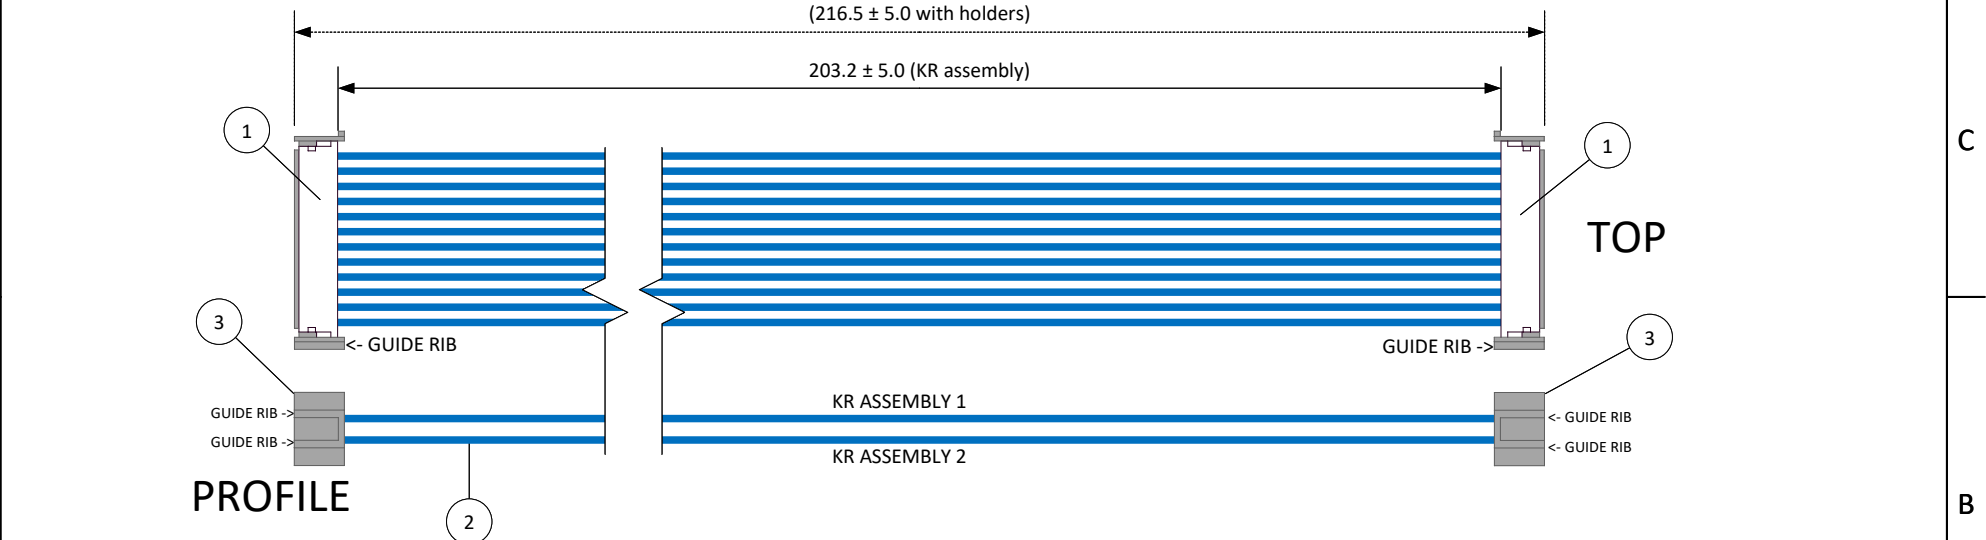 (216.5 ± 5.0 with holders)
203.2 ± 5.0 (KR assembly)
1
1
C
TOP
3
<- GUIDE RIB
GUIDE RIB ->
3
KR ASSEMBLY 1
GUIDE RIB ->
<- GUIDE RIB
GUIDE RIB ->
<- GUIDE RIB
KR ASSEMBLY 2
PROFILE
2
B